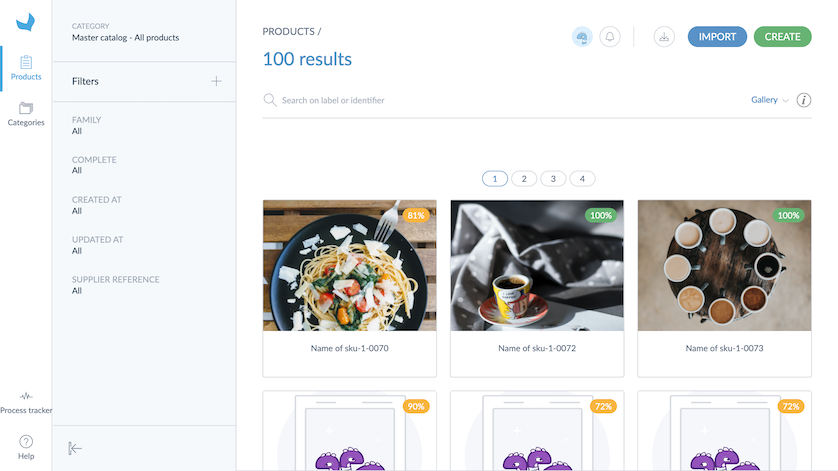 CATEGORY
Master catalog - All products
Products
Categories
Process tracker
Help
Filters
FAMILY
All
COMPLETE
All
CREATED AT
All
UPDATED AT
All
SUPPLIER REFERENCE
All
PRODUCTS /
IMPORT
CREATE
100 results
Search on label or identifier
Gallery
1 2 3 4
81%
100%
100%
Name of sku-1-0070
Name of sku-1-0072
Name of sku-1-0073
90%
72%
72%